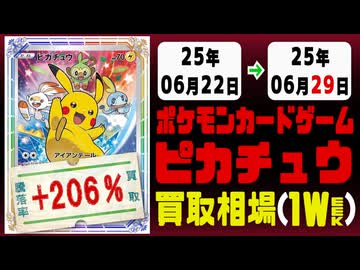 ピカチュウ 70
アイアンテール
騰落率 +206% 買取
25年 06月22日 → 25年 06月29日
ポケモンカードゲーム
ピカチュウ
買取相場(1WEEK)